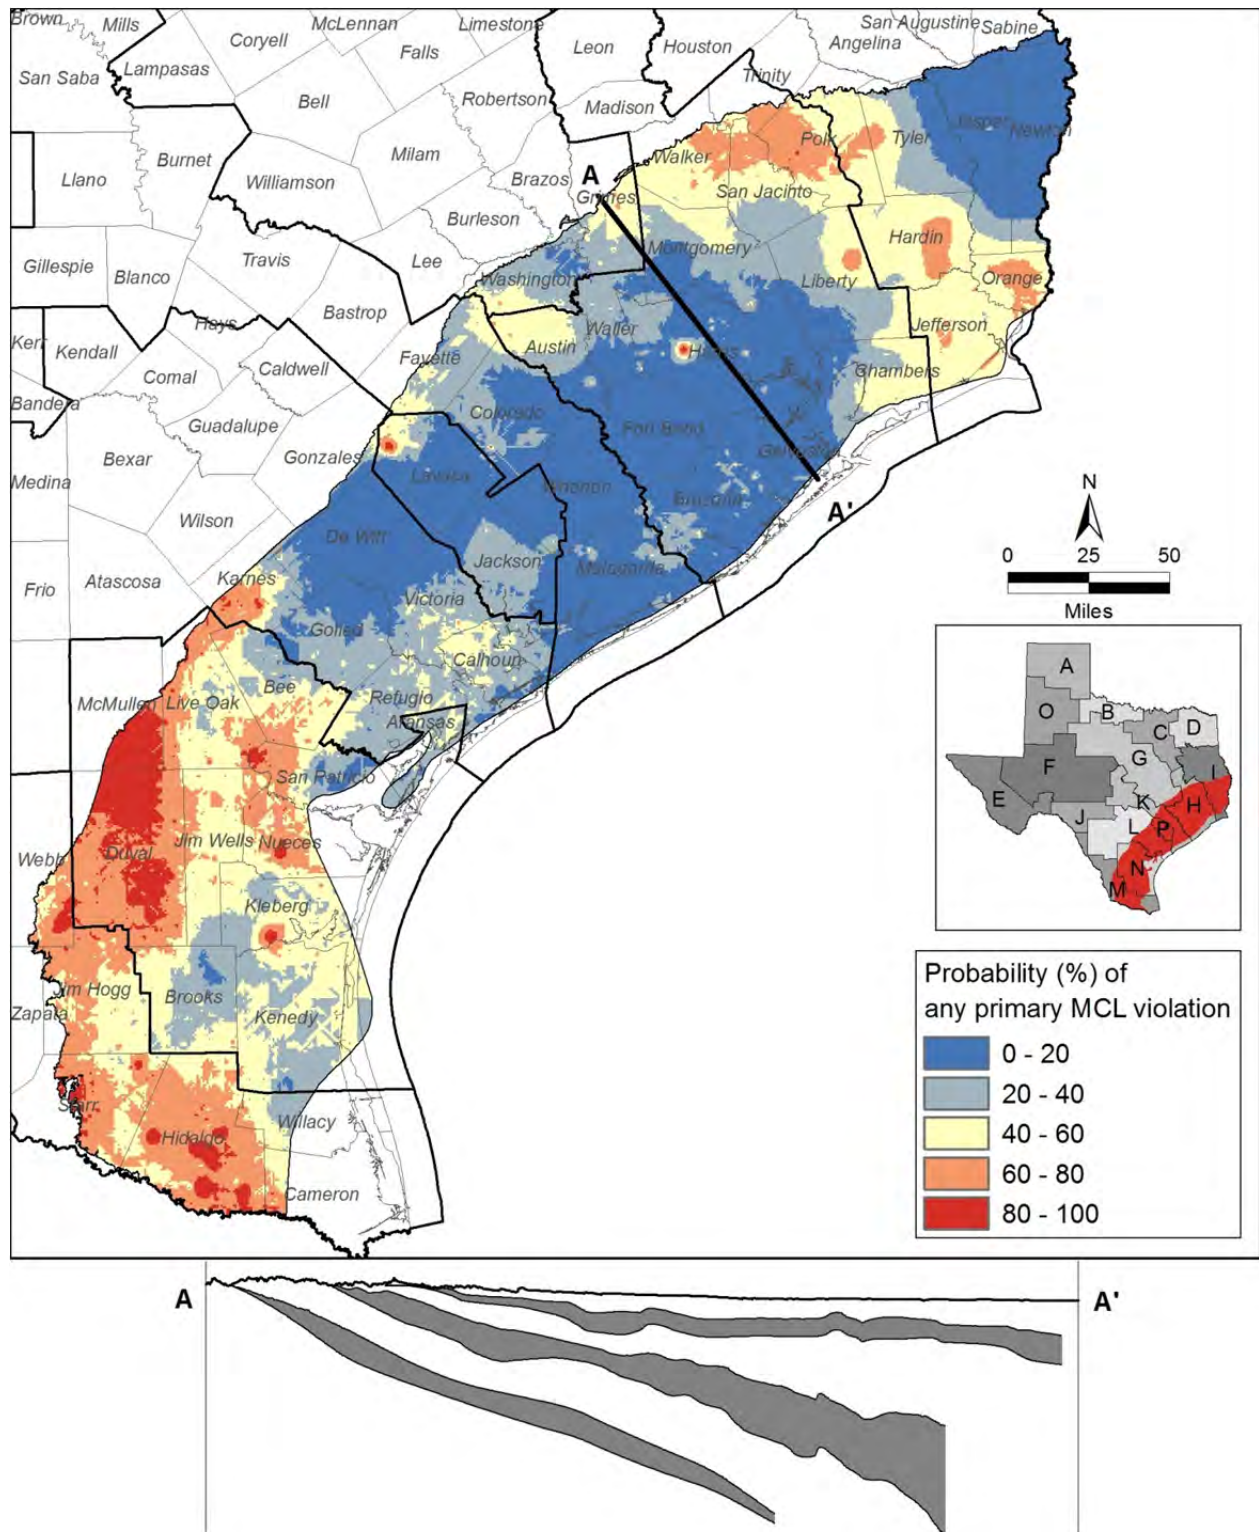 Brown
Mills
McLennan
Limestone
San Augustine
Sabine
Coryell
Leon
Houston
Angelina
Falls
San Saba
Lampasas
Trinity
Bell
Robertson
Madison
Jasper
Newton
Tyler
Polk
Walker
Burnet
Milam
Llano
Williamson
Brazos
A
Grimes
San Jacinto
Burleson
Hardin
Montgomery
Gillespie
Blanco
Travis
Lee
Washington
Liberty
Orange
Bastrop
Hays
Waller
Jefferson
Kerr
Kendall
Austin
Harris
Fayette
Chambers
Comal
Caldwell
Bandera
Colorado
Guadalupe
Fort Bend
Bexar
Gonzales
Galveston
Medina
Lavaca
Wharton
Brazoria
N
Wilson
A'
De Witt
0 25 50
Miles
Jackson
Matagorda
Frio
Atascosa
Karnes
Victoria
Goliad
Calhoun
Bee
McMullen
Live Oak
Refugio
Aransas
San Patricio
Webb
Duval
Jim Wells
Nueces
Kleberg
Jim Hogg
Brooks
Zapata
Kenedy
Starr
Hidalgo
Willacy
Cameron
A
O
B
C
D
G
F
I
E
K
H
J
L
P
N
M
Probability (%) of
any primary MCL violation
0 - 20
20 - 40
40 - 60
60 - 80
80 - 100
A
A'